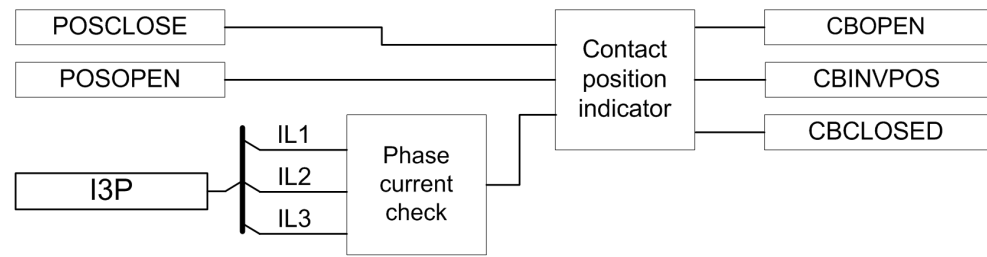 POSCLOSE
POSOPEN
I3P
IL1
IL2
IL3
Phase
current
check
Contact
position
indicator
CBOPEN
CBINVPOS
CBCLOSED